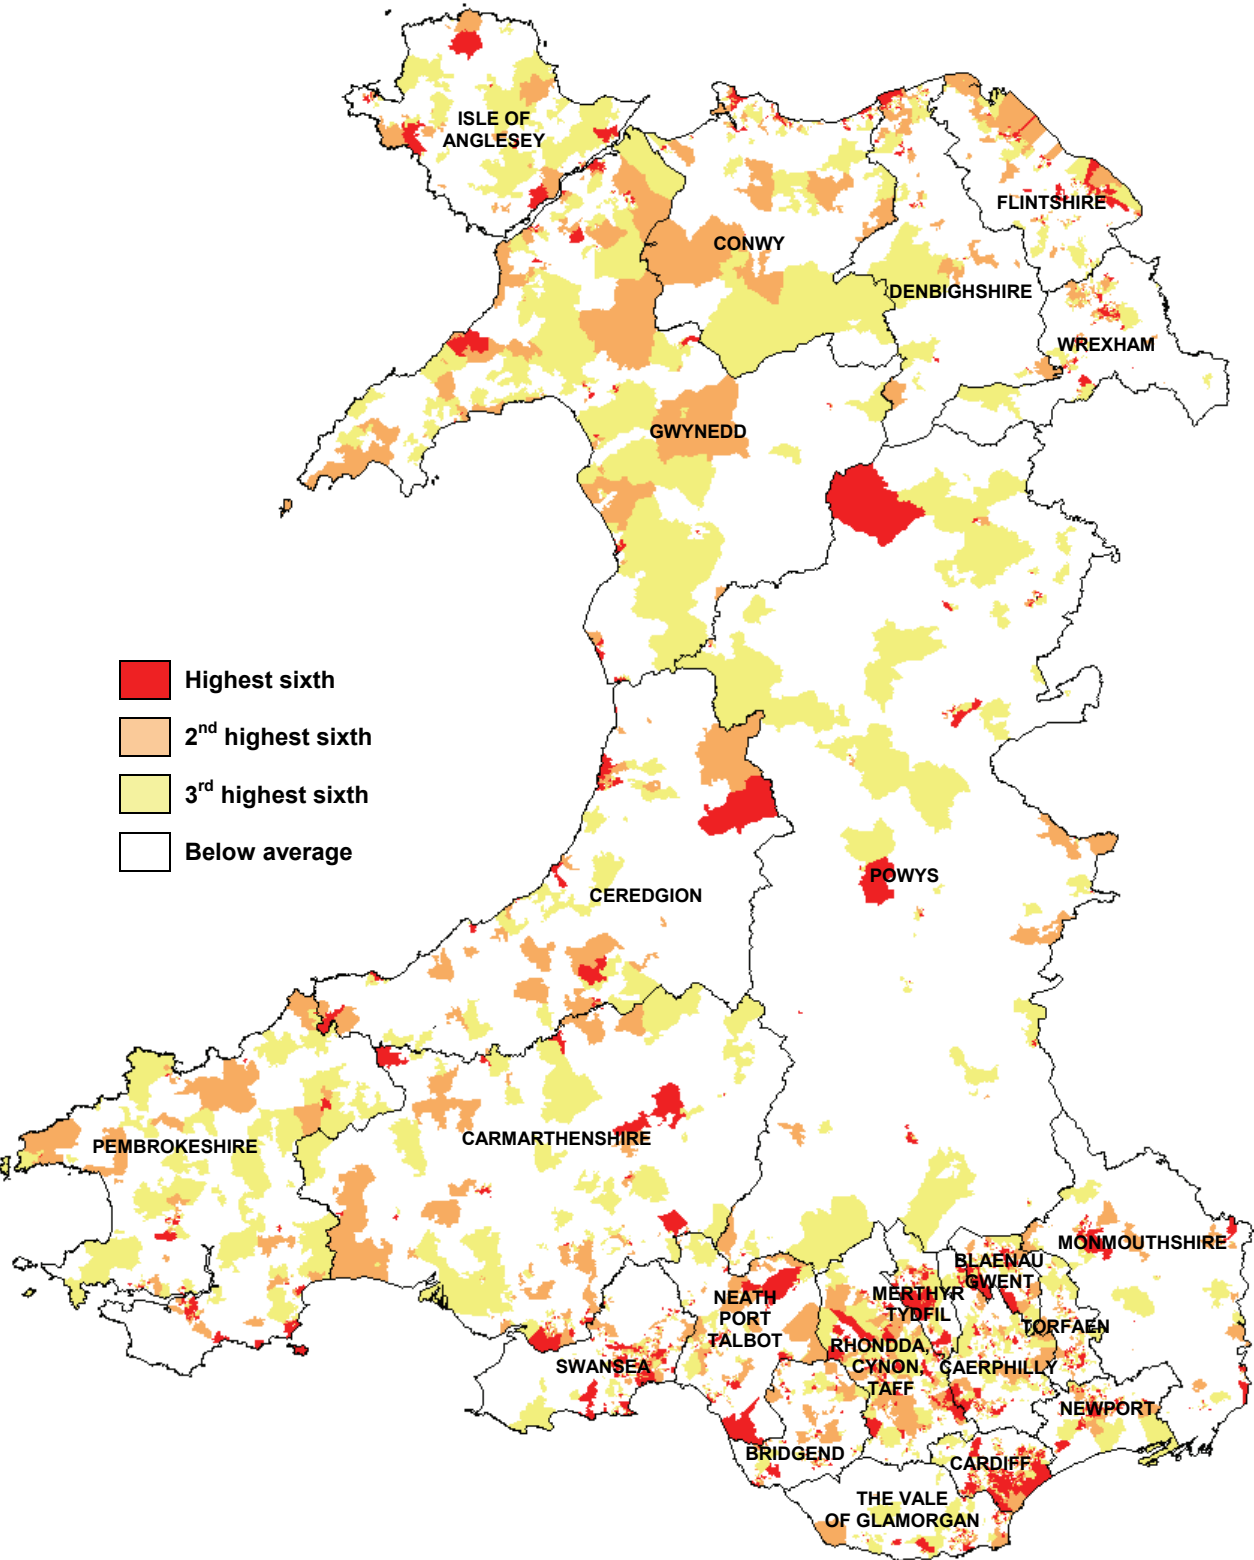 ISLE OF
ANGLESEY
FLINTSHIRE
CONWY
DENBIGHSHIRE
WREXHAM
GWYNEDD
Highest sixth
2nd highest sixth
3rd highest sixth
Below average
POWYS
CEREDGION
PEMBROKESHIRE
CARMARTHENSHIRE
MONMOUTHSHIRE
BLAENAU
GWENT
MERTHYR
TYDFIL
NEATH
PORT
TALBOT
TORFAEN
RHONDDA,
CYNON,
TAFF
CAERPHILLY
SWANSEA
NEWPORT
BRIDGEND
CARDIFF
THE VALE
OF GLAMORGAN